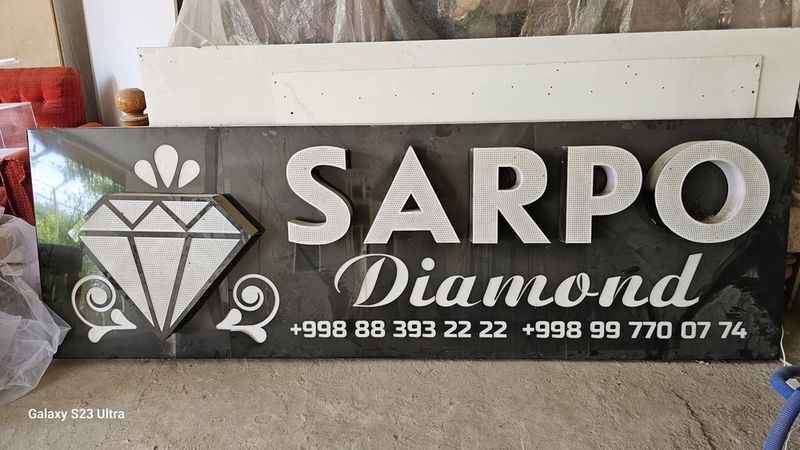 SARPO
Diamond
+998 88 393 22 22 +998 99 770 07 74
Galaxy S23 Ultra